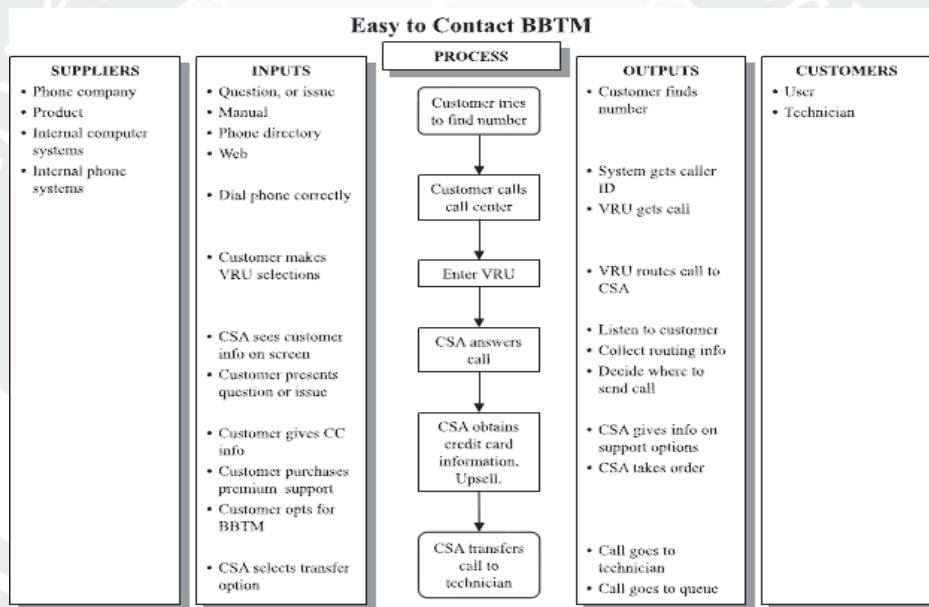 Easy to Contact BBTM
SUPPLIERS
• Phone company
• Product
• Internal computer
systems
• Internal phone
systems
INPUTS
• Question, or issue
• Manual
• Phone directory
• Web
• Dial phone correctly
• Customer makes
VRU selections
• CSA sees customer
info on screen
• Customer presents
question or issue
• Customer gives CC
info
• Customer purchases
premium support
• Customer opts for
BBTM
• CSA selects transfer
option
PROCESS
Customer tries
to find number
Customer calls
call center
Enter VRU
CSA answers
call
CSA obtains
credit card
information.
Upsell.
CSA transfers
call to
technician
OUTPUTS
• Customer finds
number
• System gets caller
ID
• VRU gets call
• VRU routes call to
CSA
• Listen to customer
• Collect routing info
• Decide where to
send call
• CSA gives info on
support options
• CSA takes order
• Call goes to
technician
• Call goes to queue
CUSTOMERS
• User
• Technician